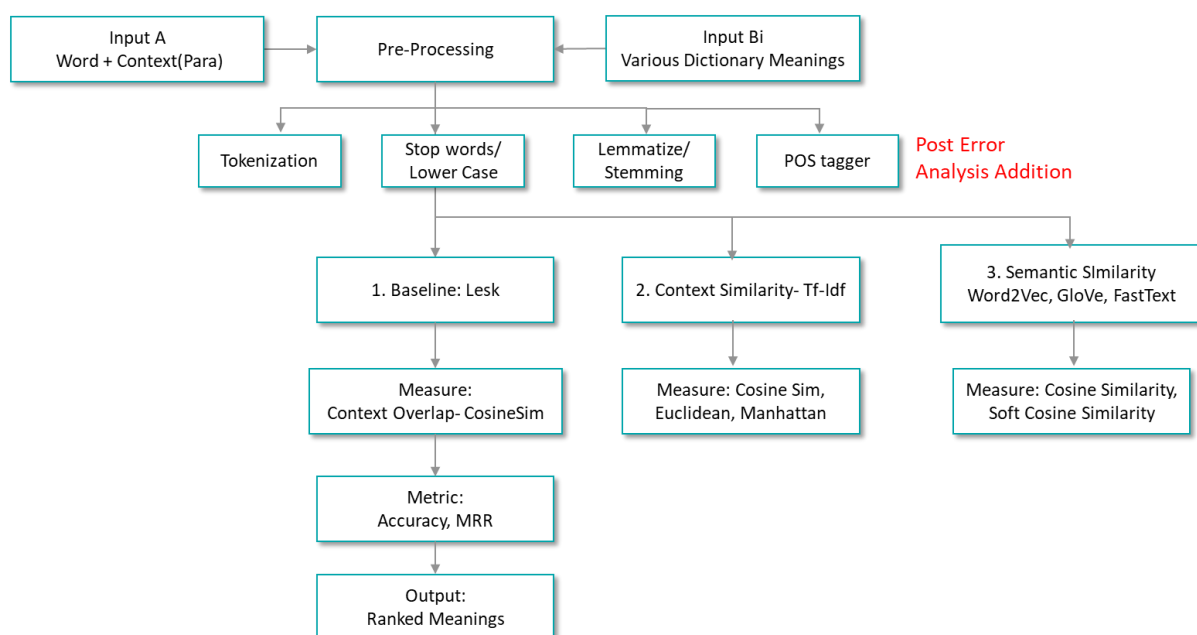 Input A
Word + Context(Para)
Pre-Processing
Input Bi
Various Dictionary Meanings
Tokenization
Stop words/
Lower Case
Lemmatize/
Stemming
POS tagger
Post Error
Analysis Addition
1. Baseline: Lesk
2. Context Similarity- Tf-Idf
3. Semantic SImilarity
Word2Vec, GloVe, FastText
Measure:
Context Overlap- CosineSim
Measure: Cosine Sim,
Euclidean, Manhattan
Measure: Cosine Similarity,
Soft Cosine Similarity
Metric:
Accuracy, MRR
Output:
Ranked Meanings